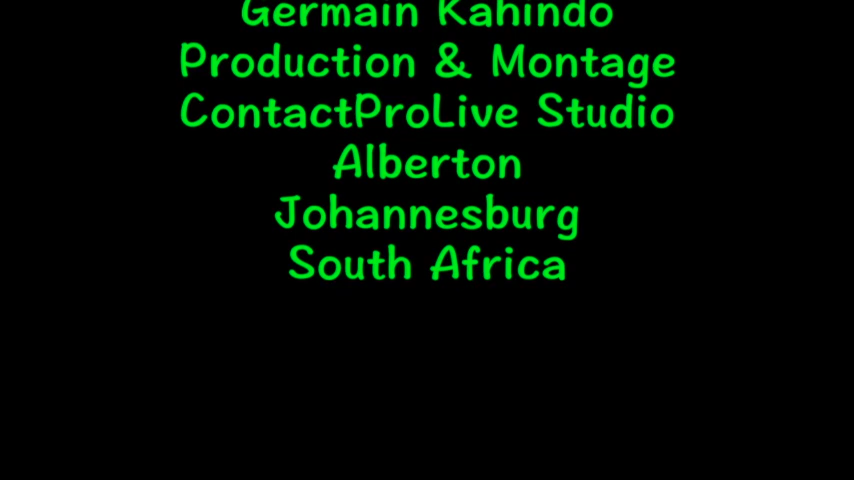 Germain Kahindo
Production & Montage
ContactProLive Studio
Alberton
Johannesburg
South Africa